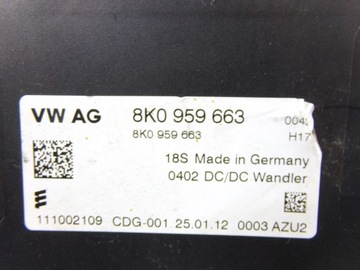 VW AG 8K0 959 663 004
8K0 959 663 H17
18S Made in Germany
0402 DC/DC Wandler
111002109 CDG-001.25.01.12 0003 AZU2